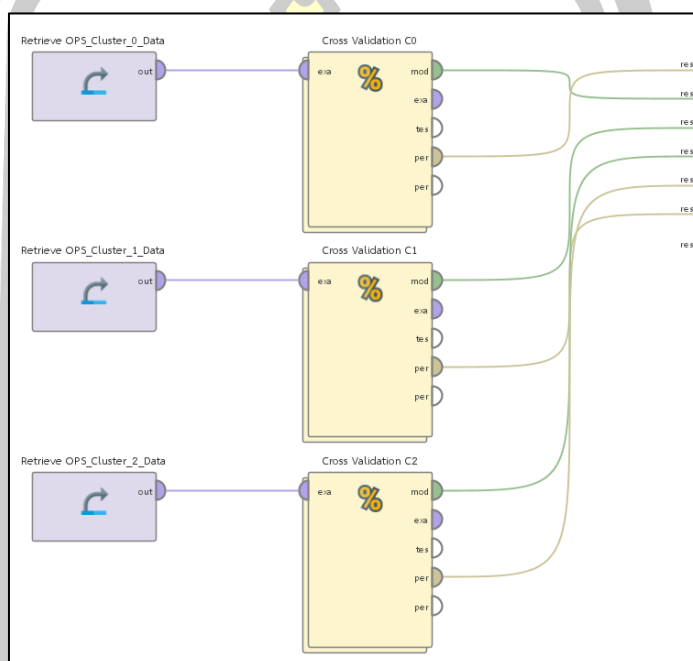 Retrieve OPS_Cluster_0_Data
Cross Validation C0
out
exa
%
mod
exa
tes
per
per
res
res
res
res
res
res
res
Retrieve OPS_Cluster_1_Data
Cross Validation C1
out
exa
%
mod
exa
tes
per
per
Retrieve OPS_Cluster_2_Data
Cross Validation C2
out
exa
%
mod
exa
tes
per
per